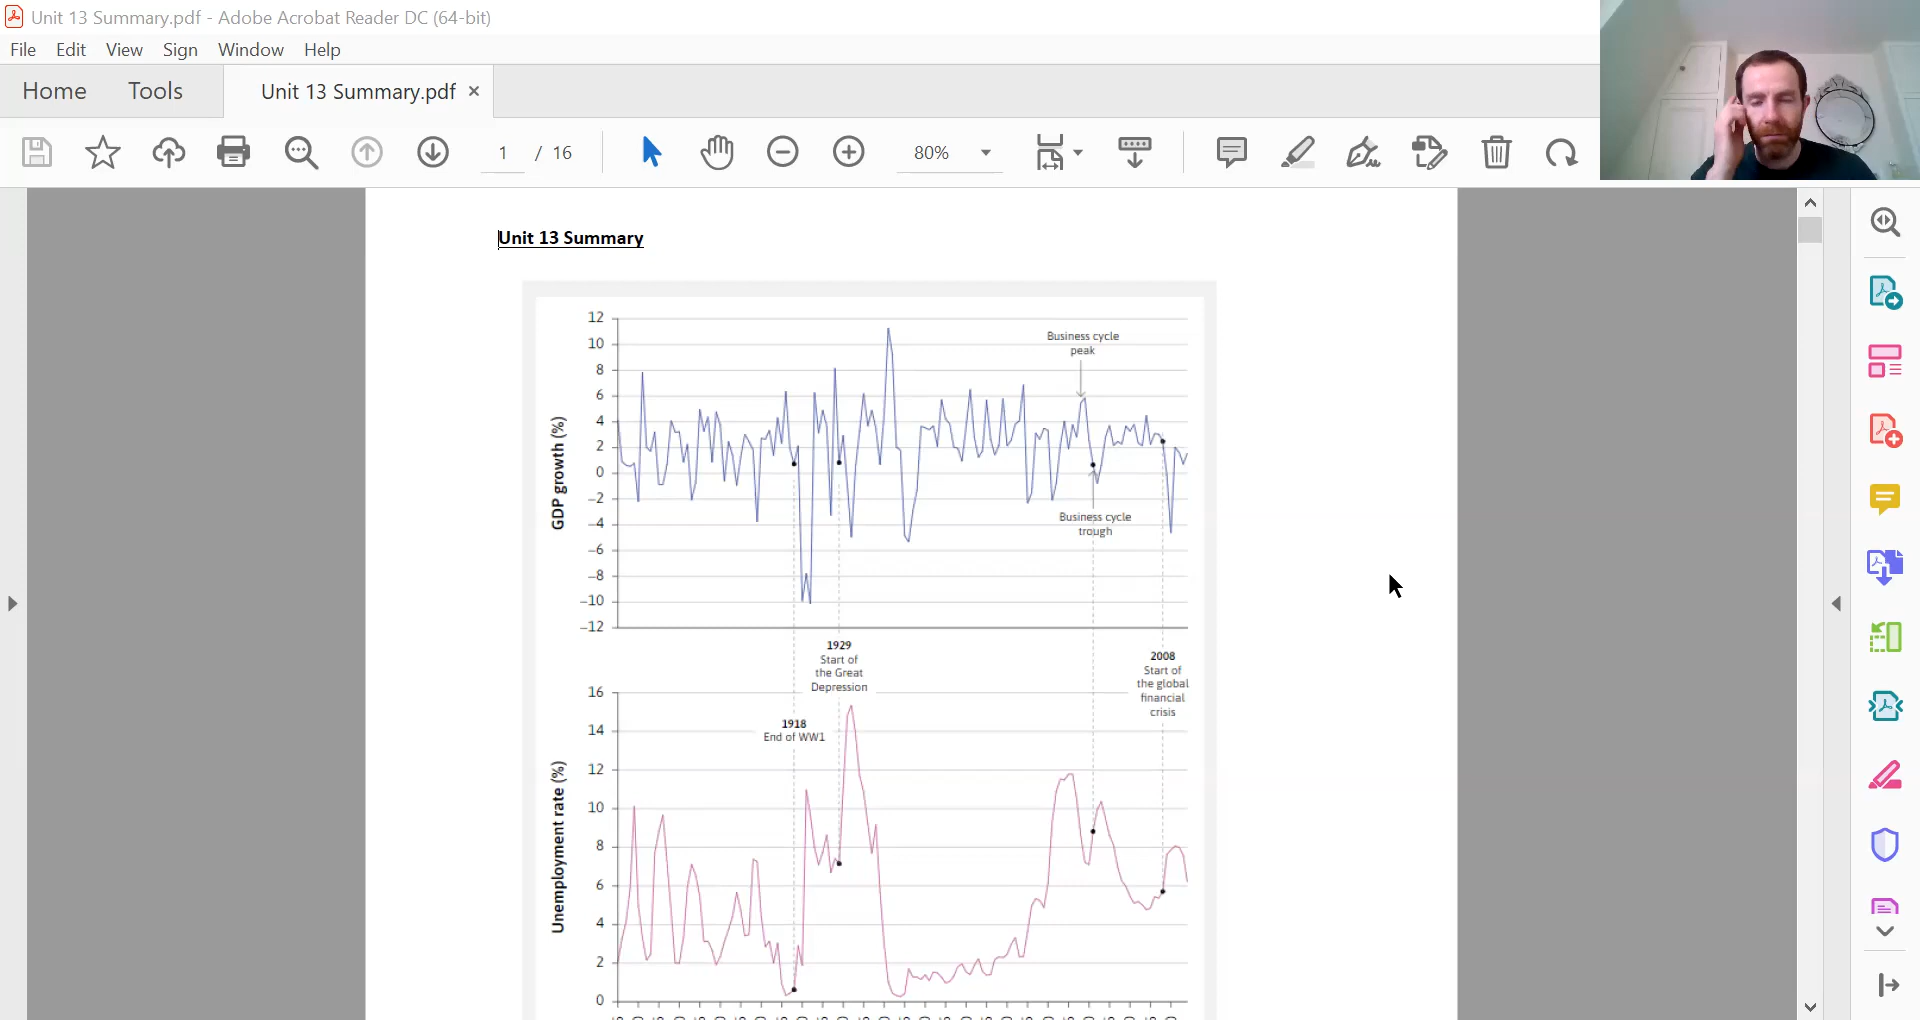 Unit 13 Summary.pdf - Adobe Acrobat Reader DC (64-bit)
File Edit View Sign Window Help
Home Tools Unit 13 Summary.pdf ×
1 / 16 80%
Unit 13 Summary
GDP growth (%)
12
10
8
6
4
2
0
−2
−4
−6
−8
−10
−12
Business cycle
peak
Business cycle
trough
1929
Start of
the Great
Depression
2008
Start of
the global
financial
crisis
1918
End of WW1
Unemployment rate (%)
16
14
12
10
8
6
4
2
0